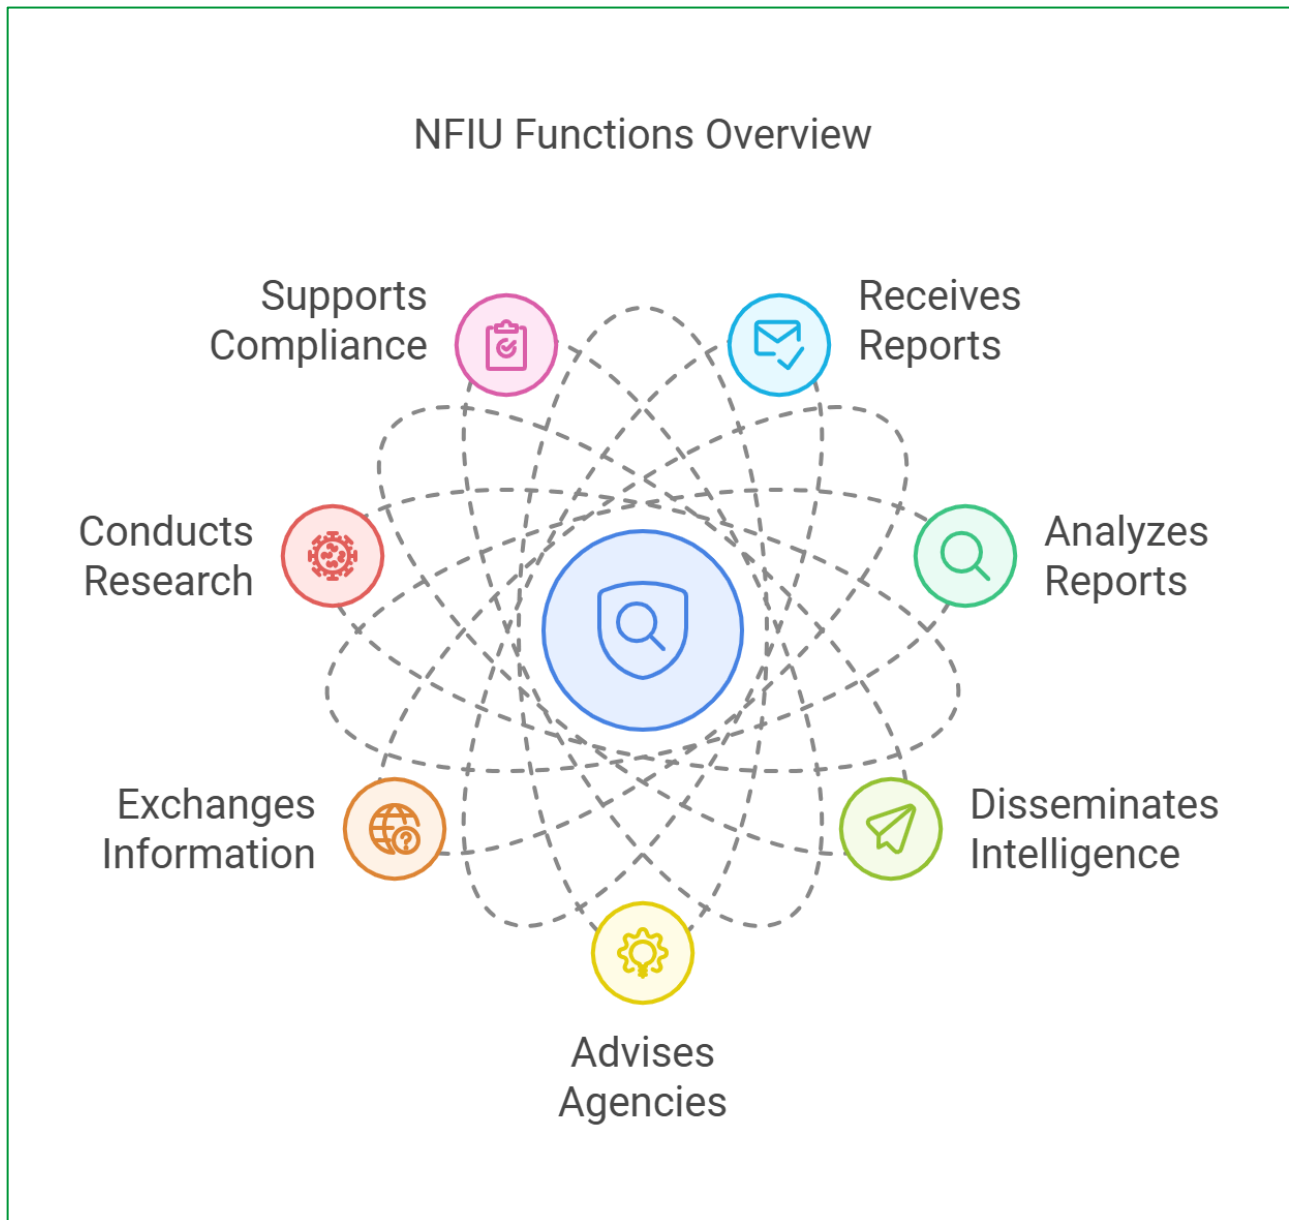 NFIU Functions Overview
Supports
Compliance
Receives
Reports
Conducts
Research
Analyzes
Reports
Exchanges
Information
Disseminates
Intelligence
Advises
Agencies